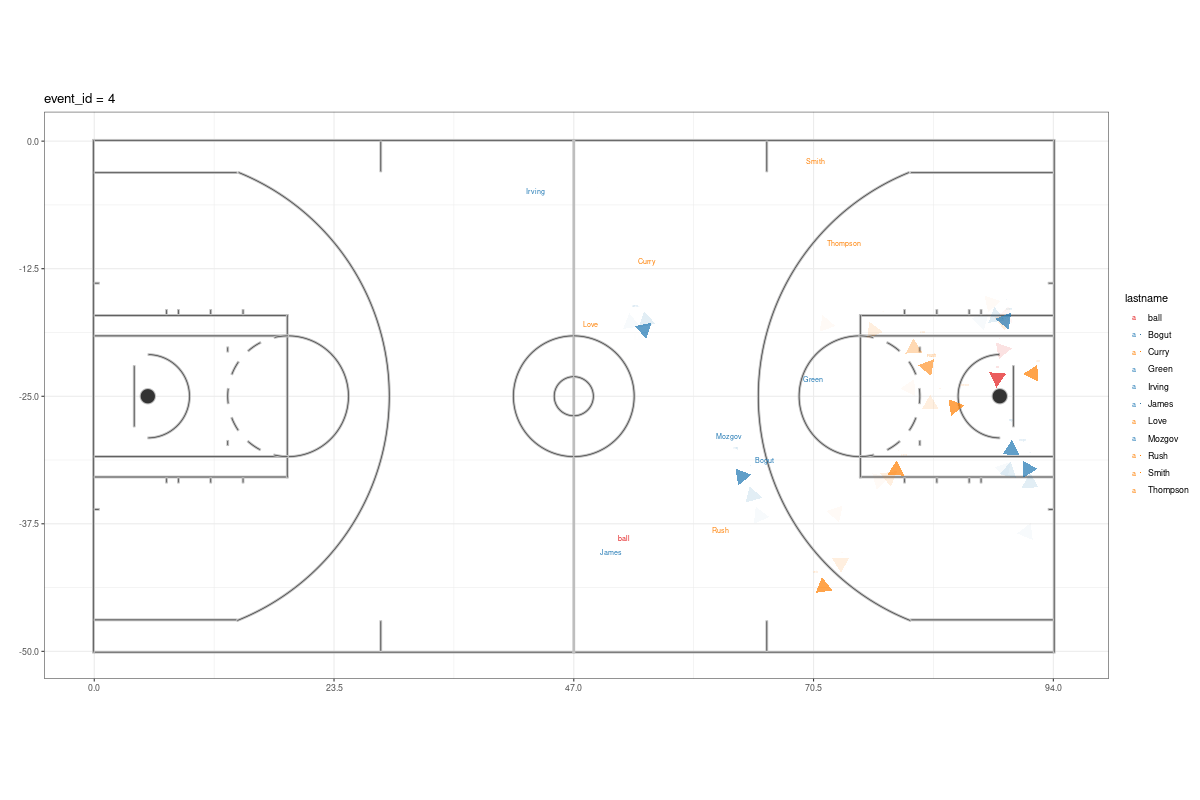 event_id = 4
0.0
-12.5
-25.0
-37.5
-50.0
0.0
23.5
47.0
70.5
94.0
Smith
Irving
Thompson
Curry
Love
Green
Mozgov
Bogut
Rush
ball
James
lastname
a ball
a Bogut
a Curry
a Green
a Irving
a James
a Love
a Mozgov
a Rush
a Smith
a Thompson